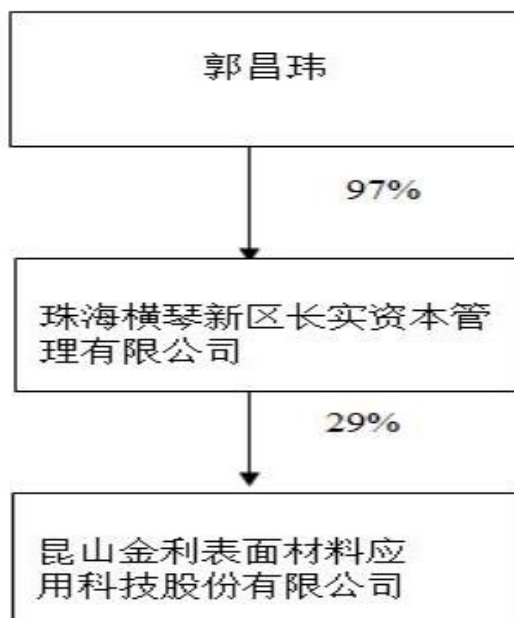 郭昌玮
97%
珠海横琴新区长实资本管
理有限公司
29%
昆山金利表面材料应
用科技股份有限公司